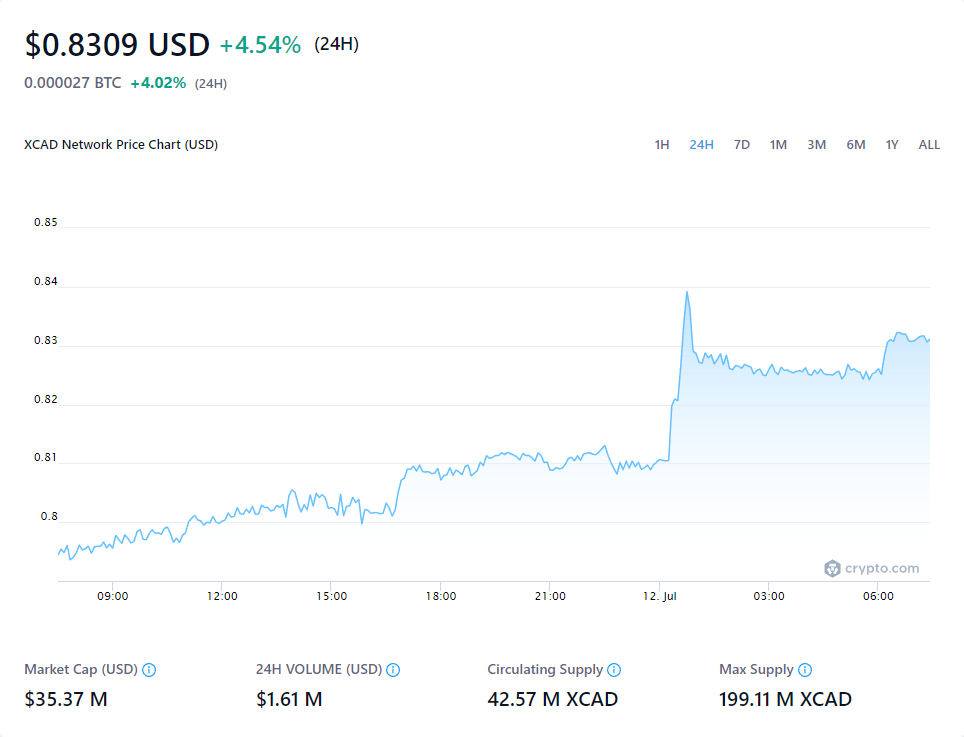 $0.8309 USD +4.54% (24H)
0.000027 BTC +4.02% (24H)
XCAD Network Price Chart (USD) 1H 24H 7D 1M 3M 6M 1Y ALL
0.85
0.84
0.83
0.82
0.81
0.8
crypto.com
09:00 12:00 15:00 18:00 21:00 12. Jul 03:00 06:00
Market Cap (USD) 24H VOLUME (USD) Circulating Supply Max Supply
$35.37 M $1.61 M 42.57 M XCAD 199.11 M XCAD